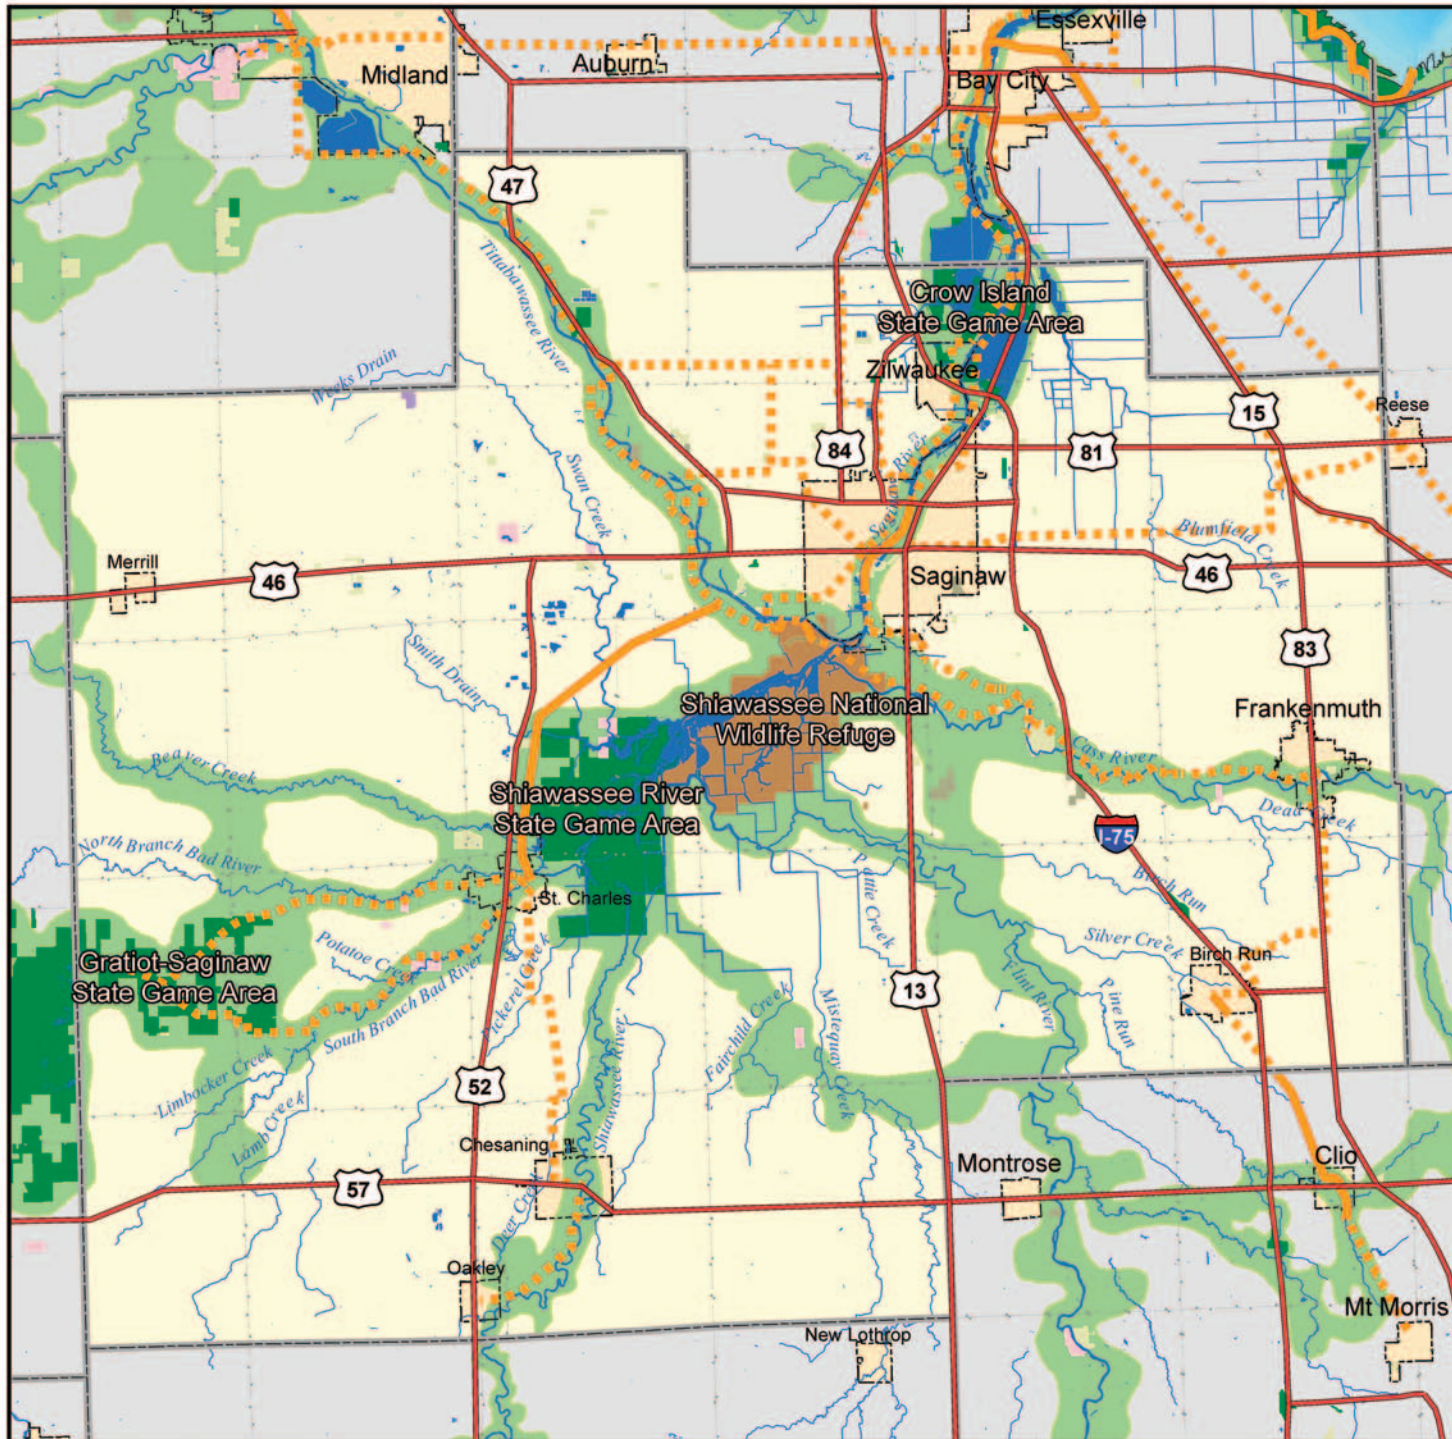 Essexville
Midland
Auburn
Bay City
47
Tittabawassee River
Crow Island
State Game Area
Weeks Drain
Zilwaukee
15
Reese
84
81
Swan Creek
Saginaw River
Blumfield Creek
Merrill
46
Saginaw
46
Smith Drain
83
Shiawassee National
Wildlife Refuge
Frankenmuth
Beaver Creek
Cass River
Shiawassee River
State Game Area
Dead Creek
I-75
North Branch Bad River
Pottie Creek
Birch Run
St. Charles
Potatoe Creek
Silver Creek
Birch Run
Gratiot-Saginaw
State Game Area
South Branch Bad River
Pickerel Creek
13
Flint River
Pine Run
Fairchild Creek
Mistequay Creek
Limbocker Creek
Lamb Creek
52
Shiawassee River
Chesaning
Montrose
Clio
57
Deer Creek
Oakley
Mt Morris
New Lothrop